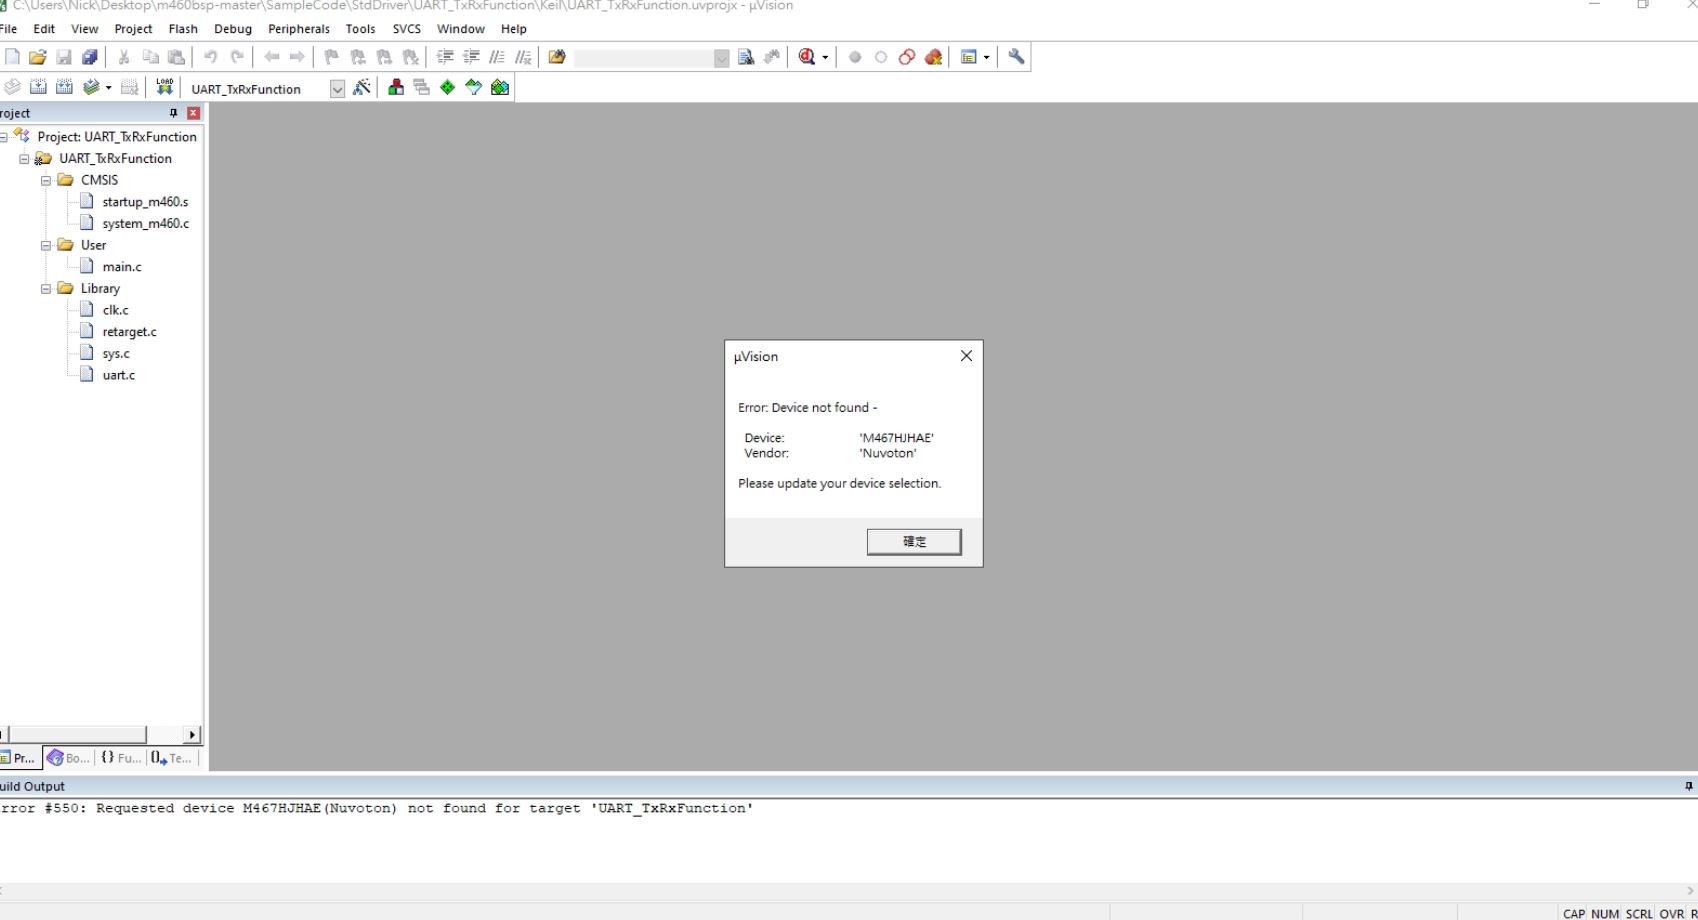 C:\Users\Nick\Desktop\m460bsp-master\SampleCode\StdDriver\UART_TxRxFunction\Keil\UART_TxRxFunction.uvprojx - µVision
File Edit View Project Flash Debug Peripherals Tools SVCS Window Help
LOAD
UART_TxRxFunction
roject
Project: UART_TxRxFunction
UART_TxRxFunction
CMSIS
startup_m460.s
system_m460.c
User
main.c
Library
clk.c
retarget.c
sys.c
uart.c
µVision
Error: Device not found -
Device: 'M467HJHAE'
Vendor: 'Nuvoton'
Please update your device selection.
確定
Pr... Bo... {} Fu... 0 Te...
uild Output
rror #550: Requested device M467HJHAE(Nuvoton) not found for target 'UART_TxRxFunction'
CAP NUM SCRL OVR R